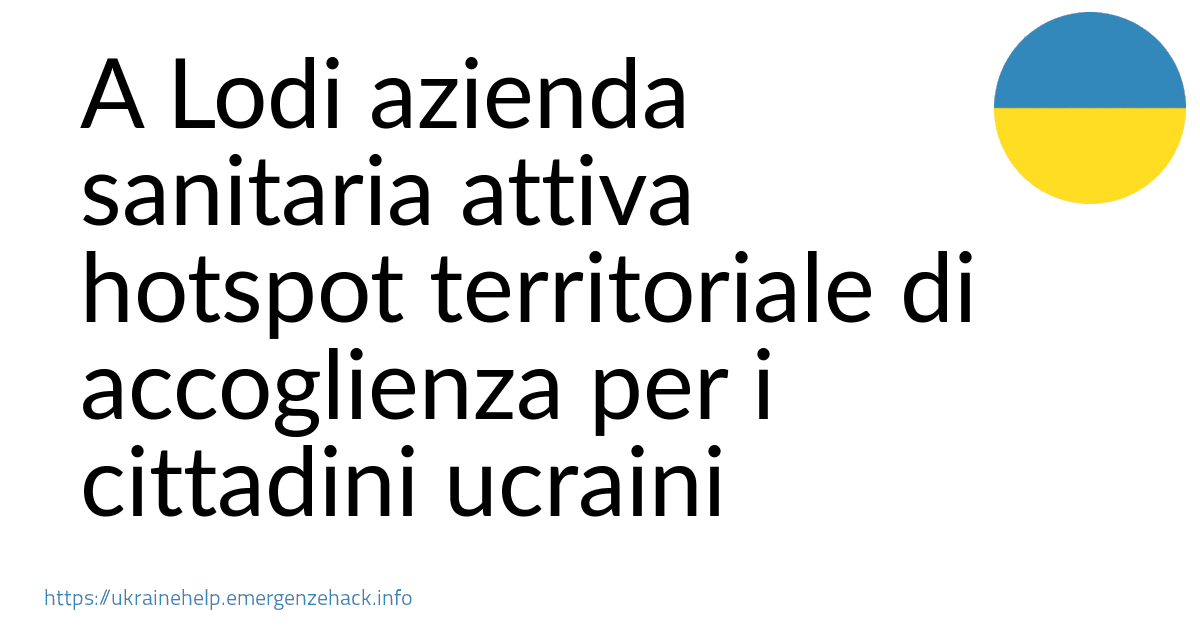 A Lodi azienda
sanitaria attiva
hotspot territoriale di
accoglienza per i
cittadini ucraini
https://ukrainehelp.emergenzehack.info